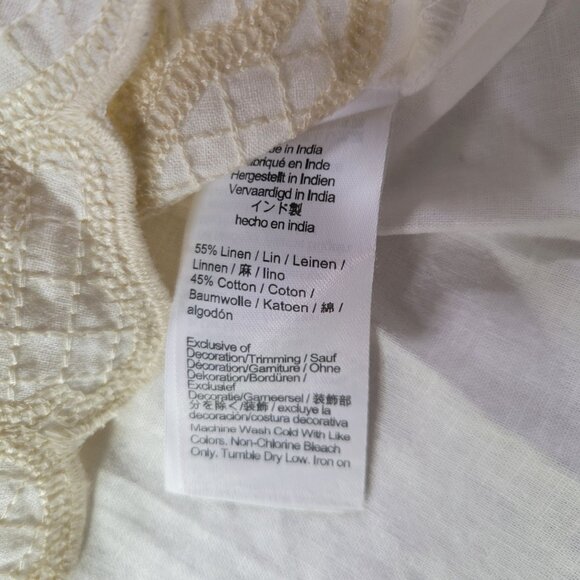 de in India
Fabriqué en Inde
Hergestellt in Indien
Vervaardigd in India
インド製
hecho en india
55% Linen / Lin / Leinen /
Linnen / 麻 / lino
45% Cotton / Coton /
Baumwolle / Katoen / 綿 /
algodón
Exclusive of
Decoration/Trimming / Sauf
Décoration/Garniture / Ohne
Dekoration/Bordüren /
Exclusief
Decoratie/Garneersel / 装飾部
分を除く/装飾 / excluye la
decoración/costura decorativa
Machine Wash Cold With Like
Colors. Non-Chlorine Bleach
Only. Tumble Dry Low. Iron on